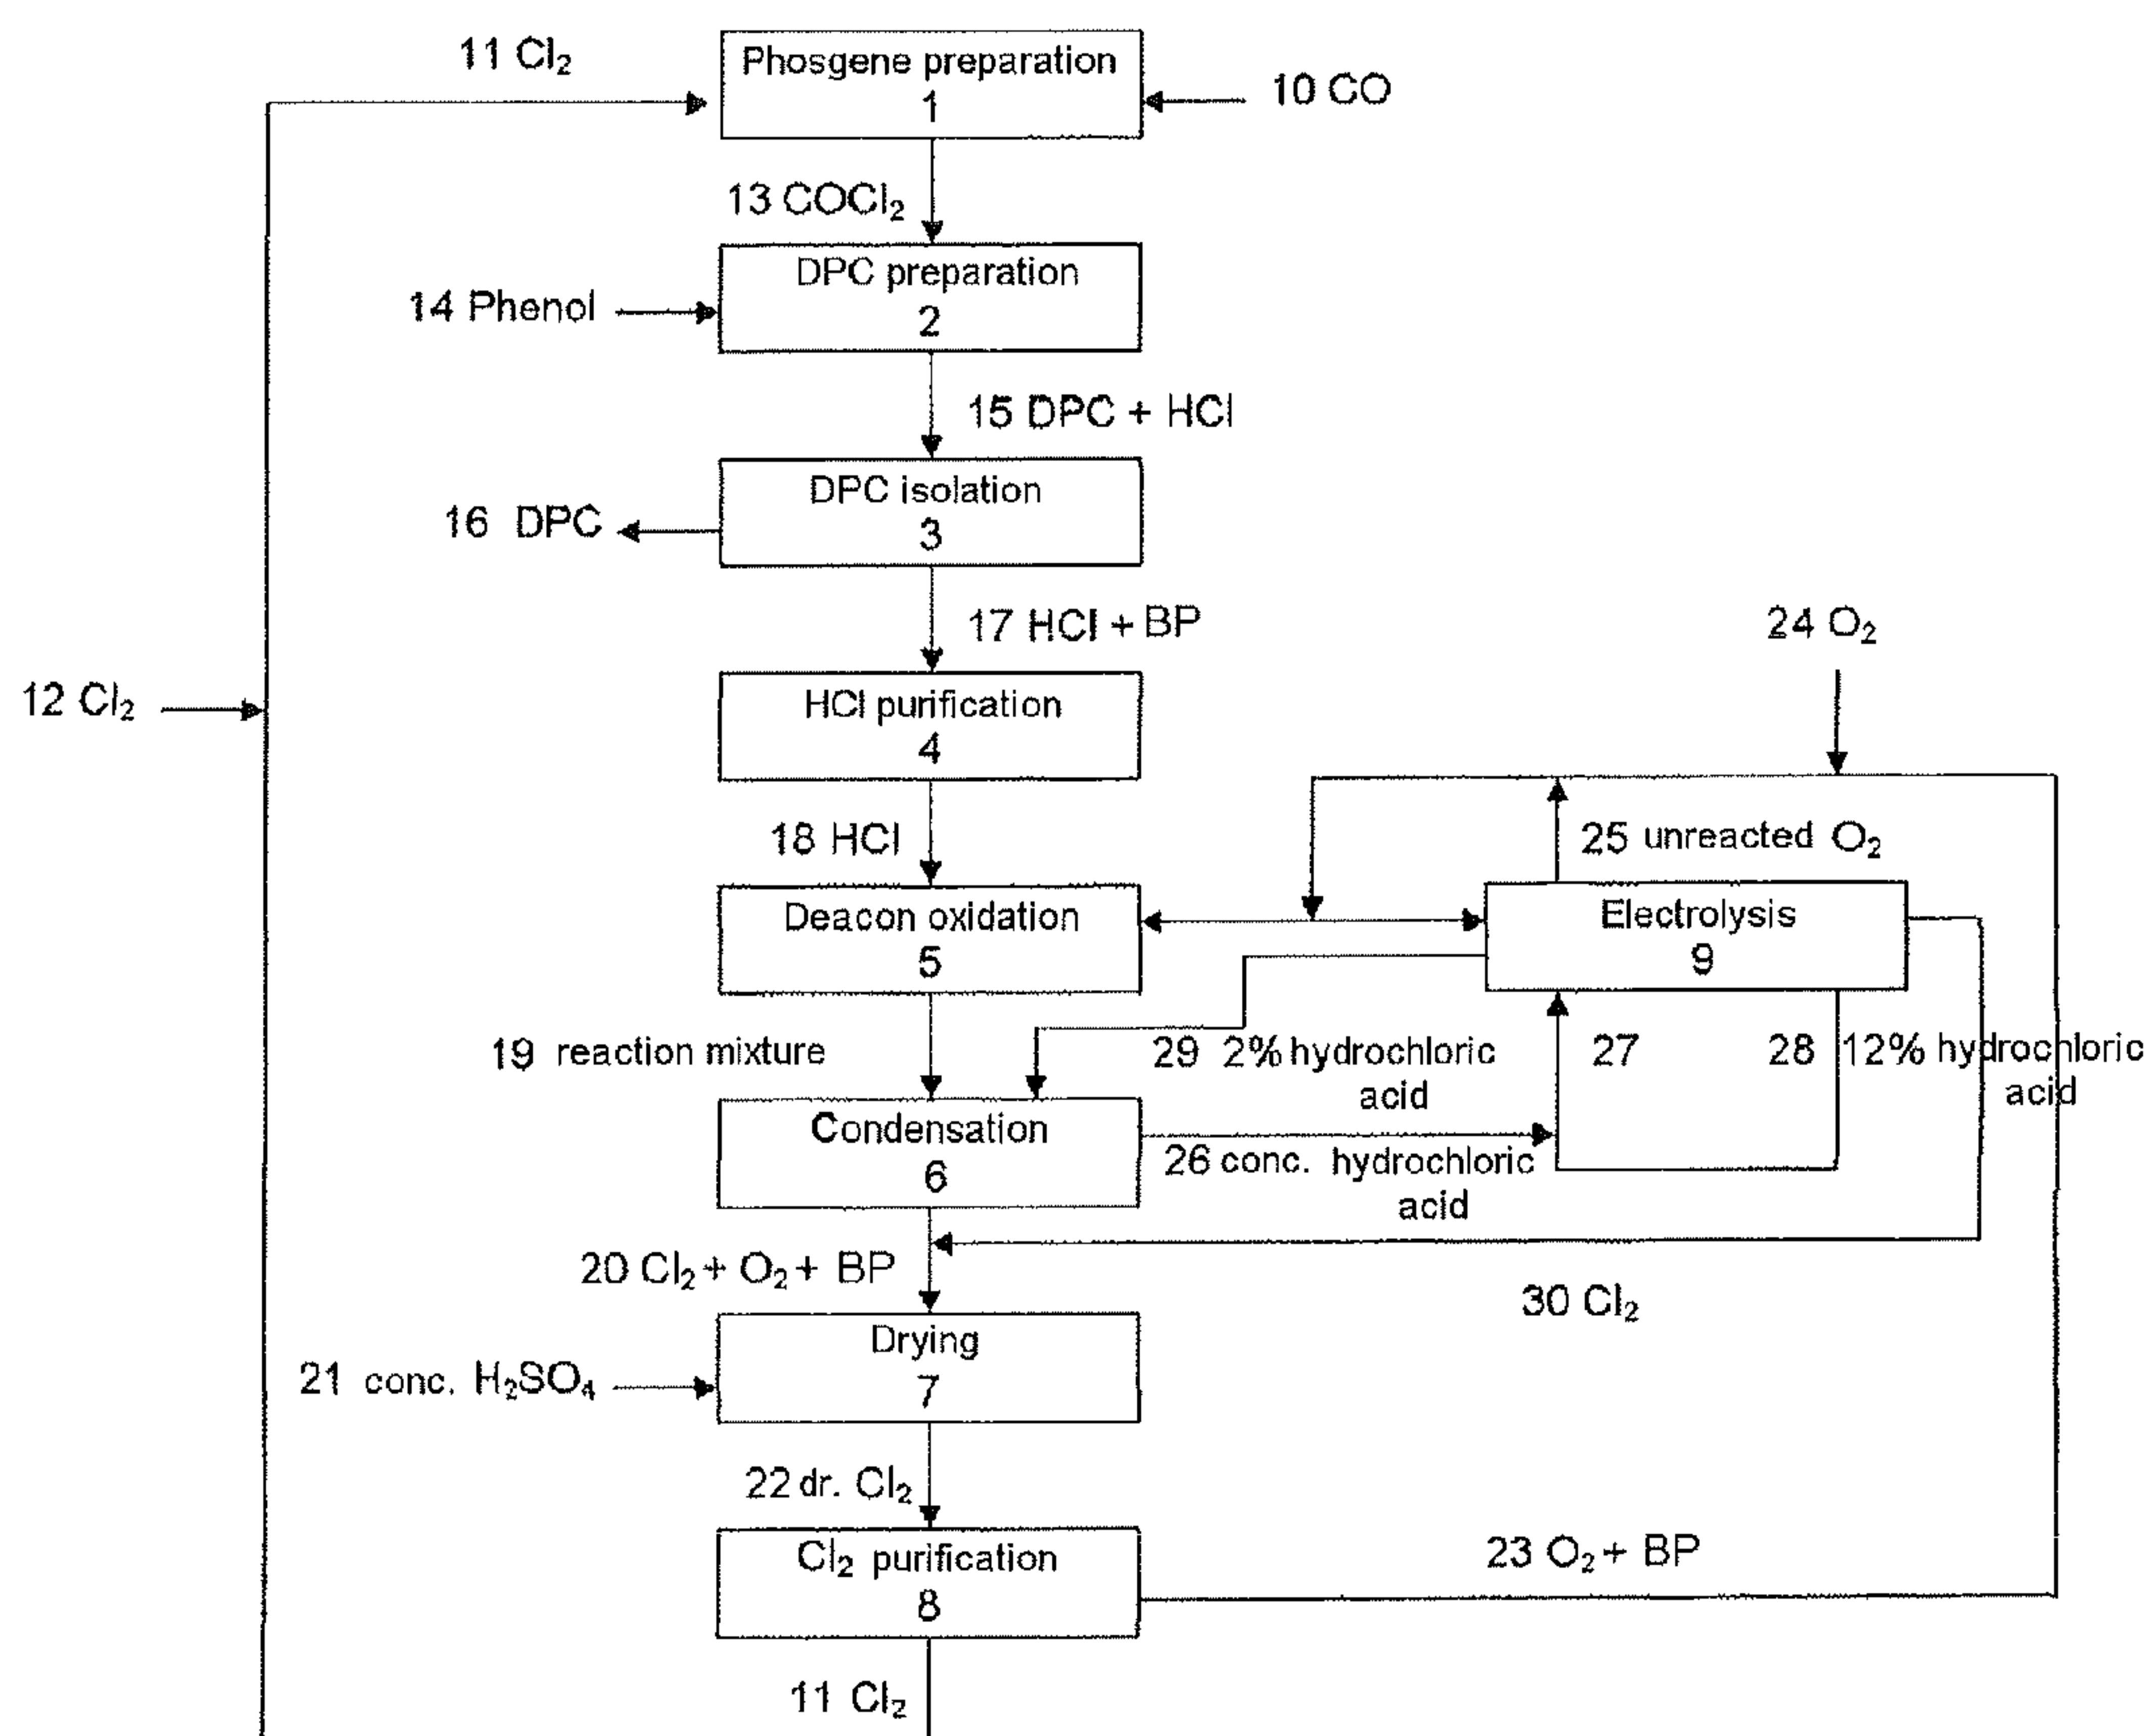 11 Cl₂
Phosgene preparation
1
10 CO
13 COCl₂
DPC preparation
2
14 Phenol
15 DPC + HCl
DPC isolation
3
16 DPC
17 HCl + BP
24 O₂
12 Cl₂
HCl purification
4
18 HCl
25 unreacted O₂
Deacon oxidation
5
Electrolysis
9
19 reaction mixture
29 2% hydrochloric
acid
27
28 12% hydrochloric
acid
Condensation
6
26 conc. hydrochloric
acid
20 Cl₂ + O₂ + BP
30 Cl₂
Drying
7
21 conc. H₂SO₄
22 dr. Cl₂
Cl₂ purification
8
23 O₂ + BP
11 Cl₂